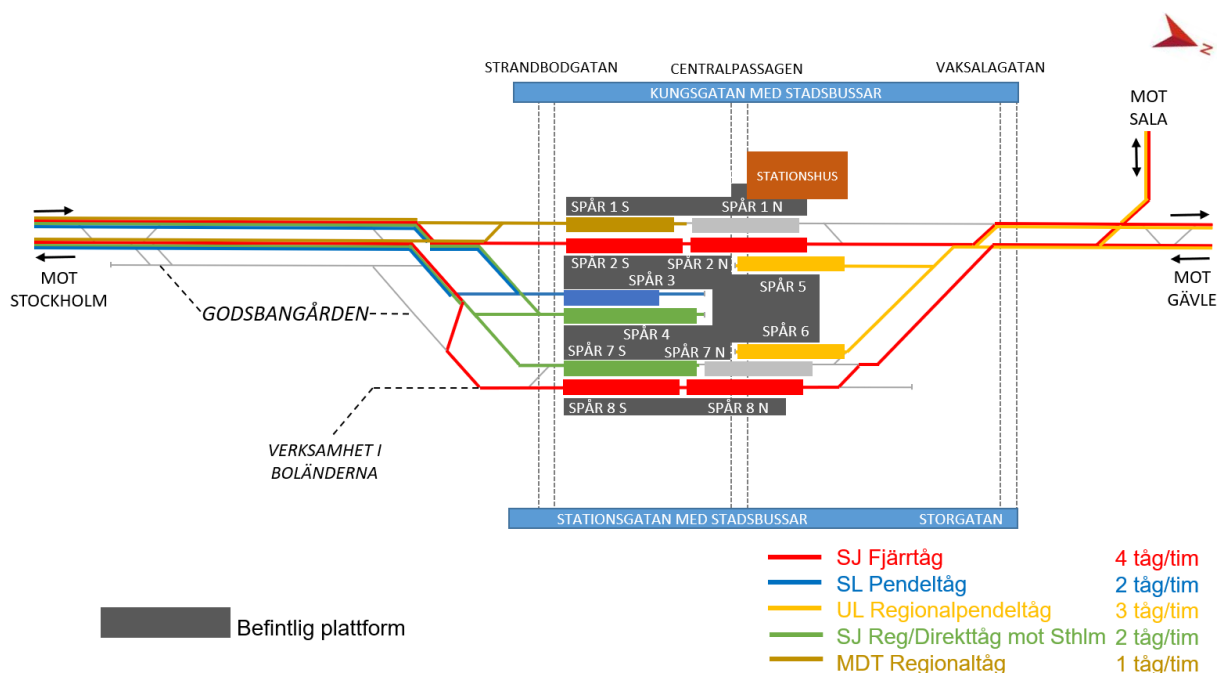 N
STRANDBODGATAN
CENTRALPASSAGEN
VAKSALAGATAN
KUNGSGATAN MED STADSBUSSAR
MOT
SALA
STATIONSHUS
SPÅR 1 S
SPÅR 1 N
SPÅR 2 S
SPÅR 2 N
SPÅR 3
SPÅR 5
MOT
STOCKHOLM
MOT
GÄVLE
GODSBANGÅRDEN
SPÅR 4
SPÅR 6
SPÅR 7 S
SPÅR 7 N
SPÅR 8 S
SPÅR 8 N
VERKSAMHET I
BOLÄNDERNA
STATIONSGATAN MED STADSBUSSAR
STORGATAN
SJ Fjärrtåg 4 tåg/tim
SL Pendeltåg 2 tåg/tim
UL Regionalpendeltåg 3 tåg/tim
SJ Reg/Direkttåg mot Sthlm 2 tåg/tim
MDT Regionaltåg 1 tåg/tim
Befintlig plattform